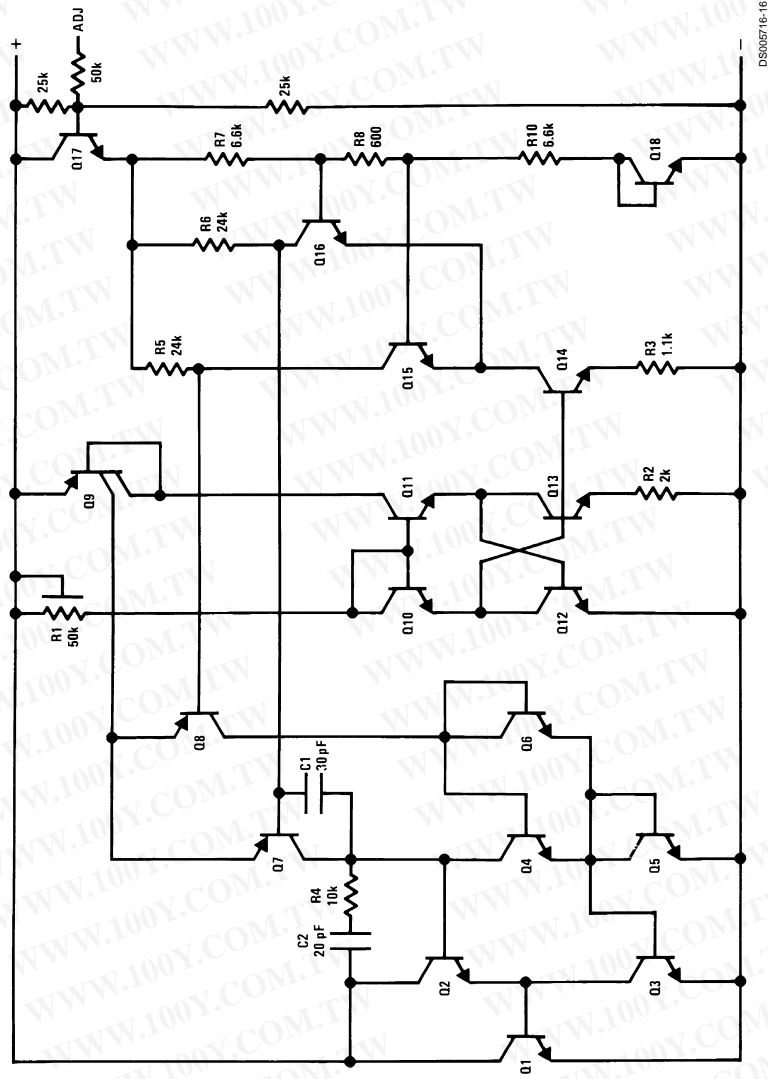 +
25k
50k
ADJ
Q17
R7
6.6k
25k
R8
600
R10
6.6k
Q18
R6
24k
Q16
R5
24k
Q15
Q14
R3
1.1k
Q9
Q11
Q13
R2
2k
R1
50k
Q10
Q12
Q8
Q6
C1
30 pF
Q7
Q4
Q5
R4
10k
C2
20 pF
Q2
Q3
Q1
–
DS005716-16
WWW.100Y.COM.TW